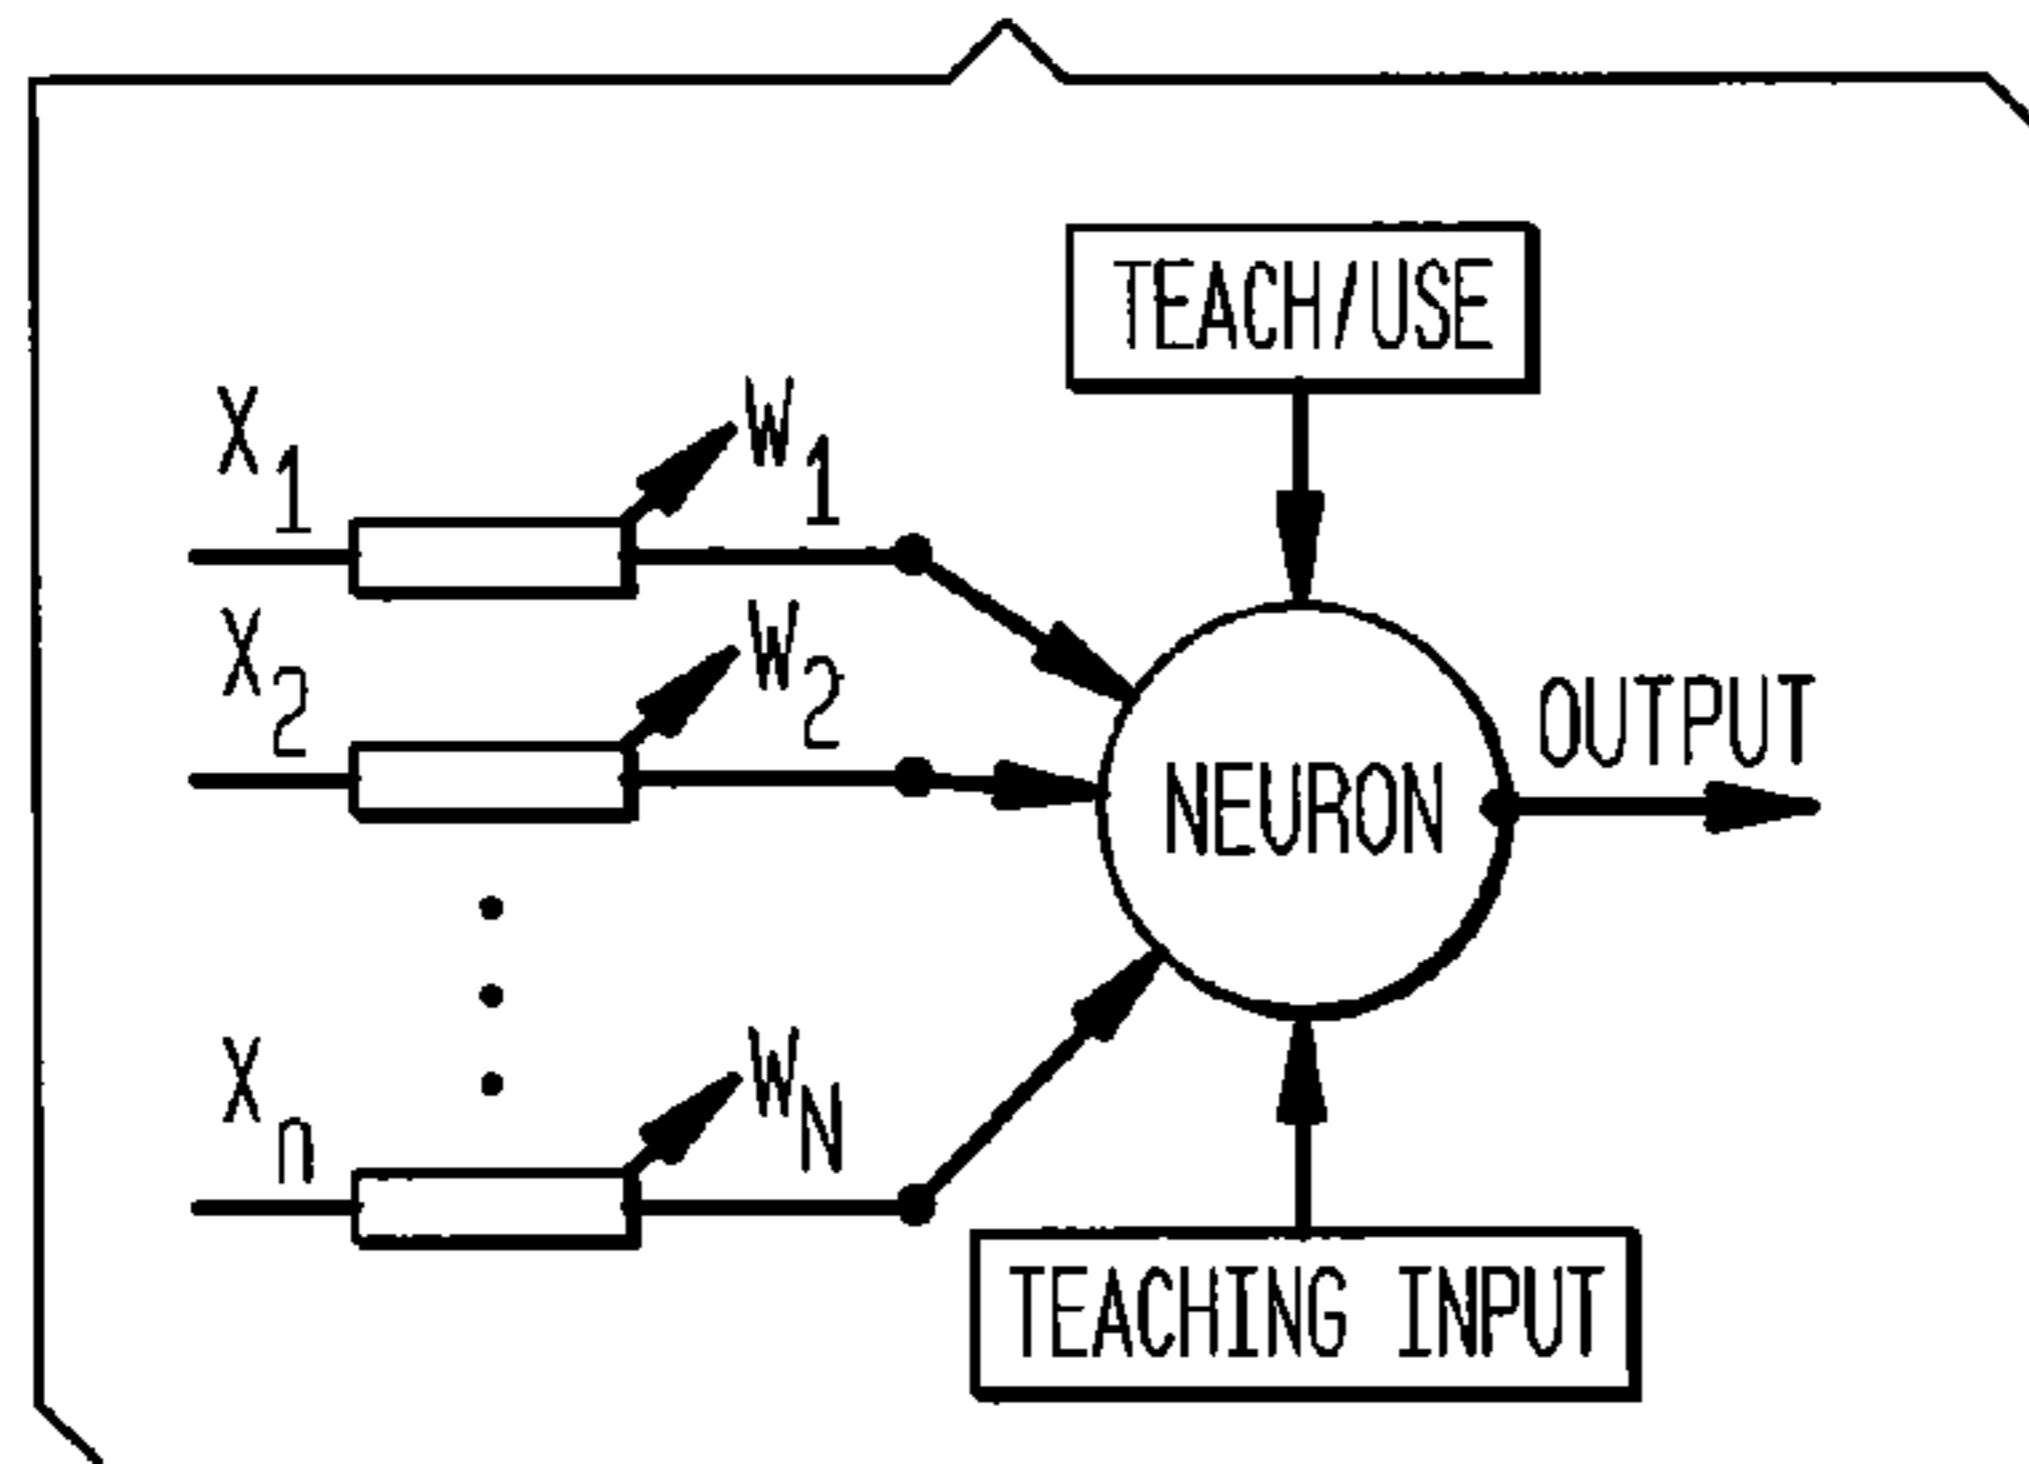 TEACH/USE
X1
W1
X2
W2
OUTPUT
NEURON
Xn
WN
TEACHING INPUT